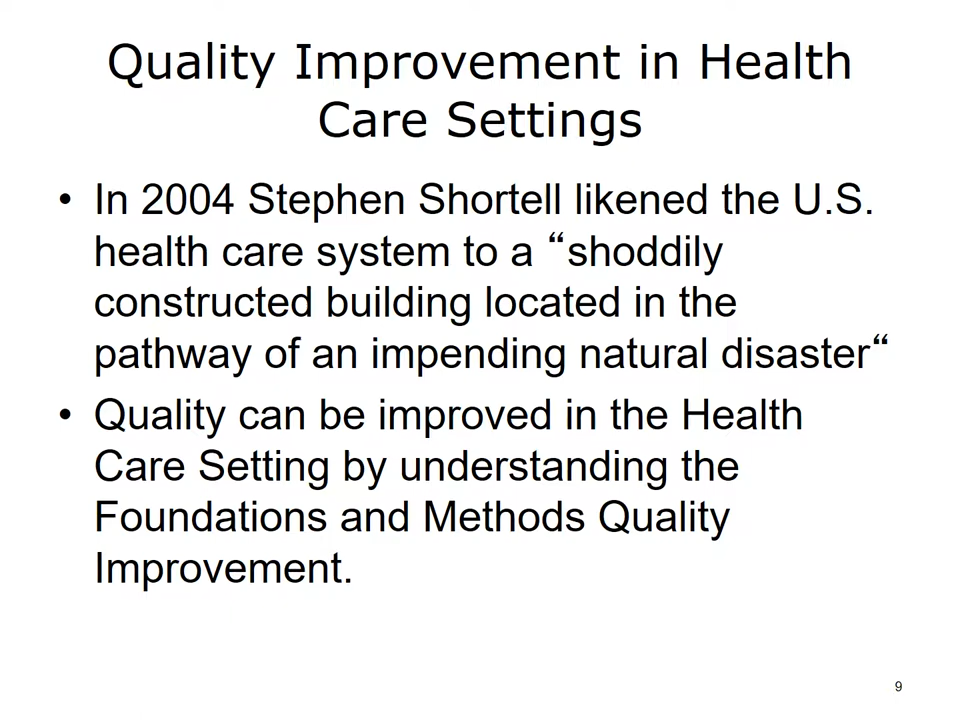 Quality Improvement in Health
Care Settings
• In 2004 Stephen Shortell likened the U.S.
health care system to a “shoddily
constructed building located in the
pathway of an impending natural disaster“
• Quality can be improved in the Health
Care Setting by understanding the
Foundations and Methods Quality
Improvement.
9